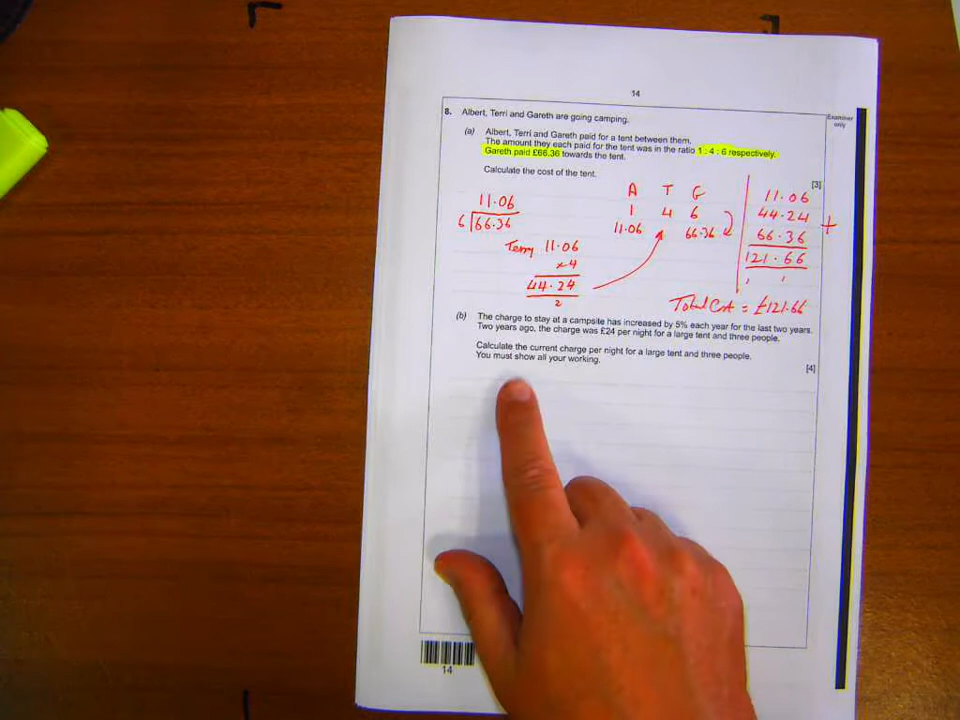 14
Examiner
only
8. Albert, Terri and Gareth are going camping.
(a) Albert, Terri and Gareth paid for a tent between them.
The amount they each paid for the tent was in the ratio 1 : 4 : 6 respectively.
Gareth paid £66.36 towards the tent.
Calculate the cost of the tent.
[3]
A T G
1 4 6
11.06 66.36
11.06
6 66.36
Terry 11.06
×4
44.24
2
11.06
44.24 +
66.36
121.66
1 1
Total Cost = £121.66
(b) The charge to stay at a campsite has increased by 5% each year for the last two years.
Two years ago, the charge was £24 per night for a large tent and three people.
Calculate the current charge per night for a large tent and three people.
You must show all your working.
[4]
14